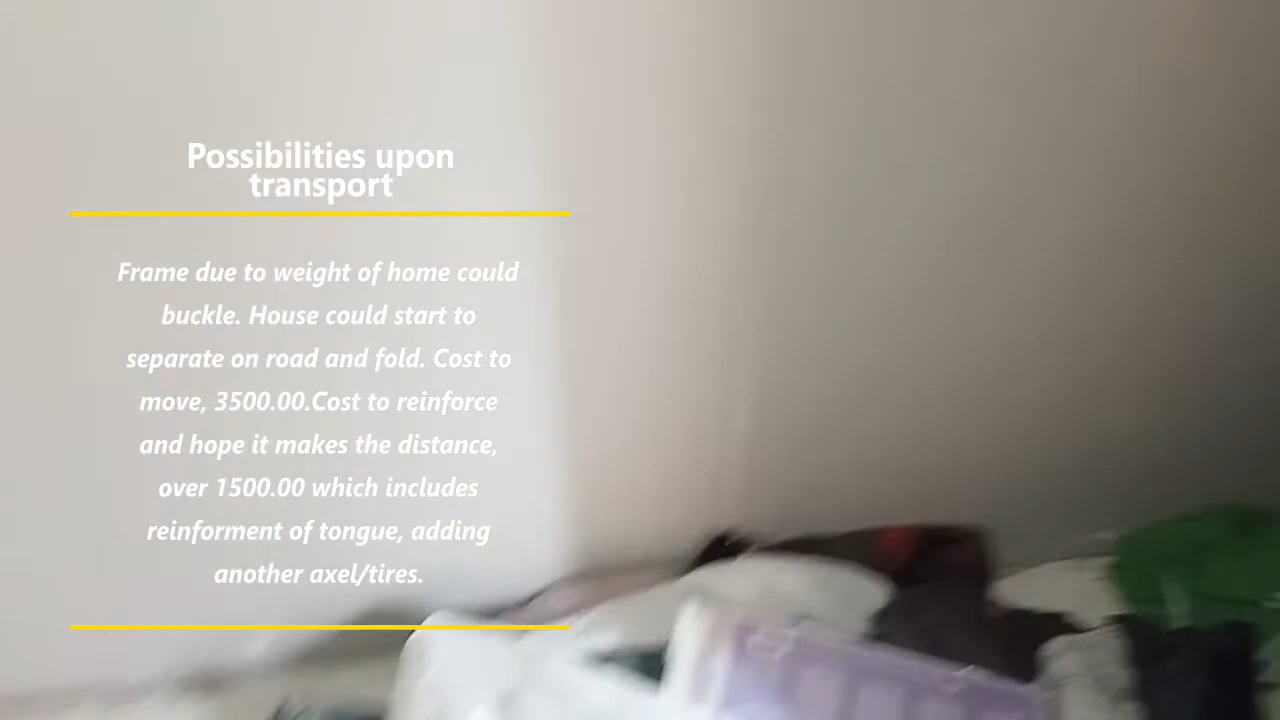 Possibilities upon
transport
Frame due to weight of home could
buckle. House could start to
separate on road and fold. Cost to
move, 3500.00.Cost to reinforce
and hope it makes the distance,
over 1500.00 which includes
reinforment of tongue, adding
another axel/tires.